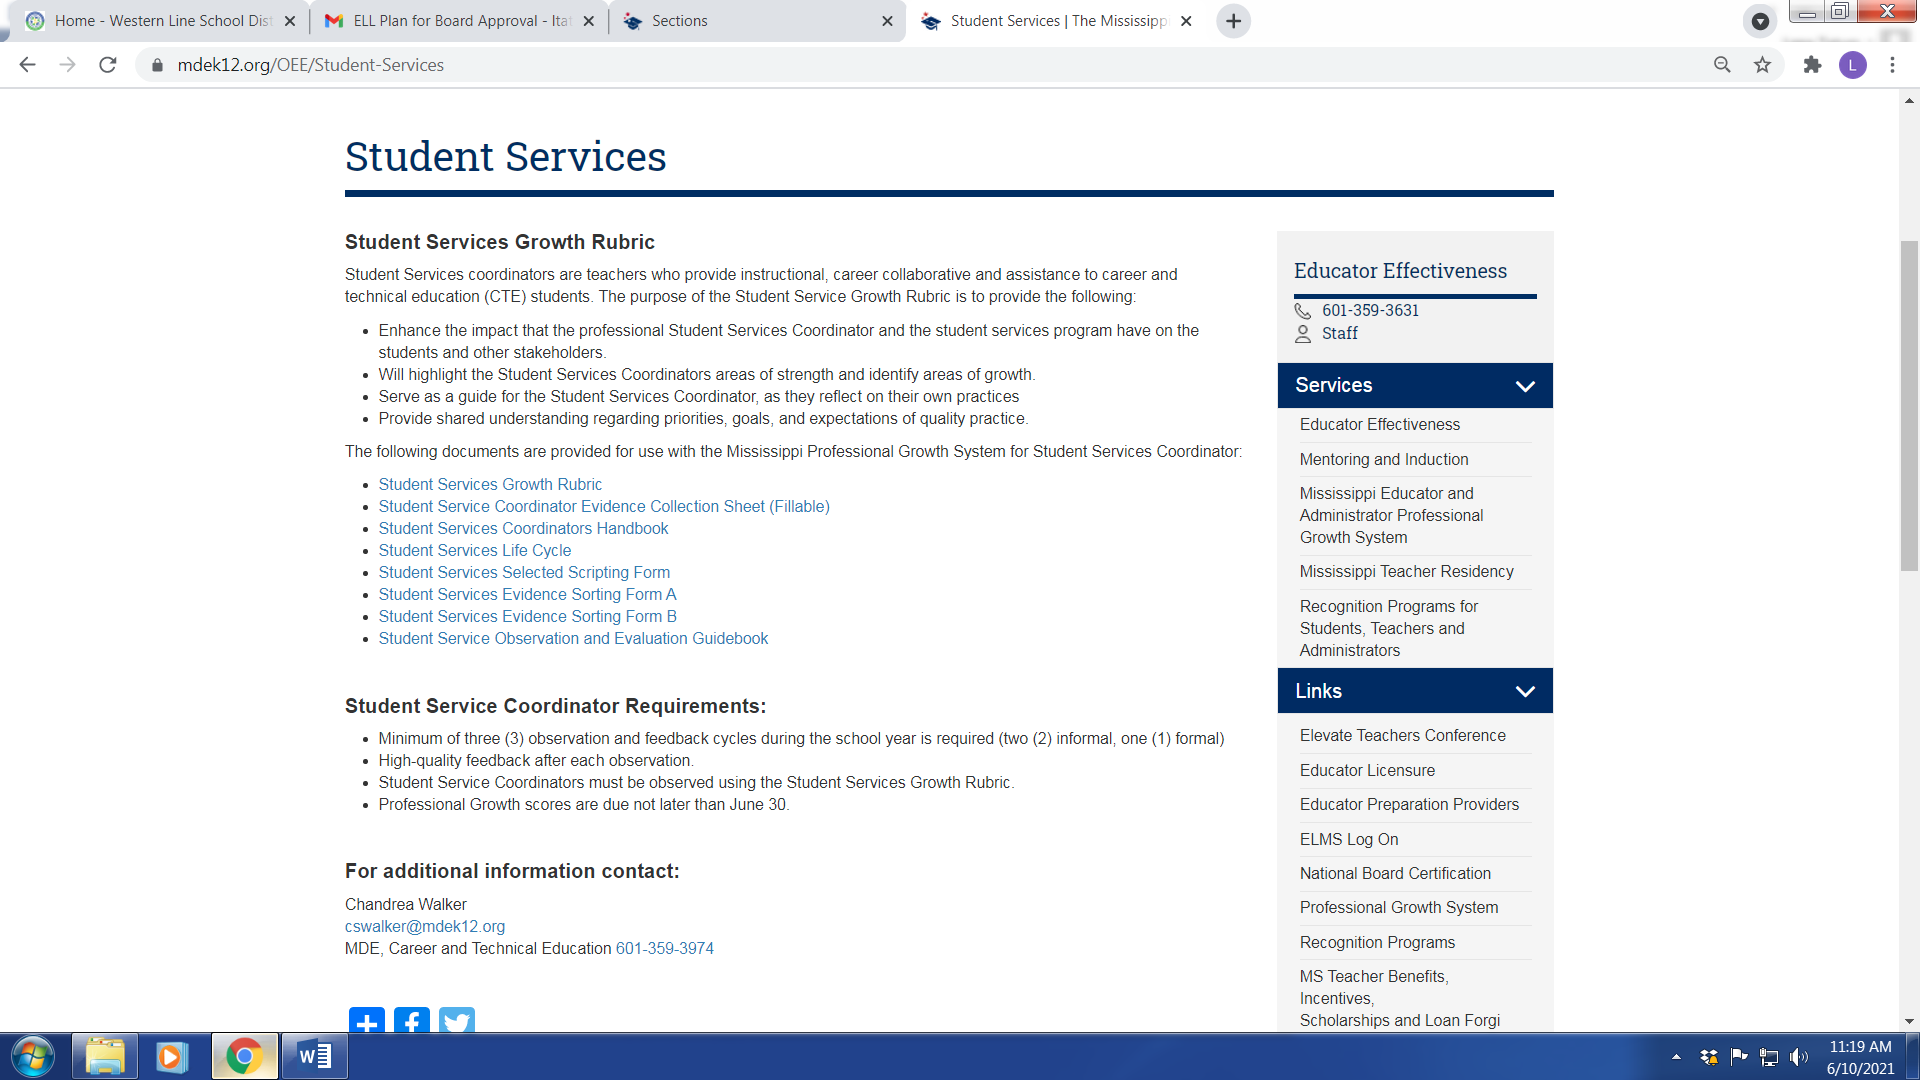 Home - Western Line School Dist
ELL Plan for Board Approval - Ita
Sections
Student Services | The Mississipp
mdek12.org/OEE/Student-Services
L
Student Services
Student Services Growth Rubric
Student Services coordinators are teachers who provide instructional, career collaborative and assistance to career and
technical education (CTE) students. The purpose of the Student Service Growth Rubric is to provide the following:
Enhance the impact that the professional Student Services Coordinator and the student services program have on the
students and other stakeholders.
Will highlight the Student Services Coordinators areas of strength and identify areas of growth.
Serve as a guide for the Student Services Coordinator, as they reflect on their own practices
Provide shared understanding regarding priorities, goals, and expectations of quality practice.
The following documents are provided for use with the Mississippi Professional Growth System for Student Services Coordinator:
Student Services Growth Rubric
Student Service Coordinator Evidence Collection Sheet (Fillable)
Student Services Coordinators Handbook
Student Services Life Cycle
Student Services Selected Scripting Form
Student Services Evidence Sorting Form A
Student Services Evidence Sorting Form B
Student Service Observation and Evaluation Guidebook
Student Service Coordinator Requirements:
Minimum of three (3) observation and feedback cycles during the school year is required (two (2) informal, one (1) formal)
High-quality feedback after each observation.
Student Service Coordinators must be observed using the Student Services Growth Rubric.
Professional Growth scores are due not later than June 30.
For additional information contact:
Chandrea Walker
cswalker@mdek12.org
MDE, Career and Technical Education 601-359-3974
Educator Effectiveness
601-359-3631
Staff
Services
Educator Effectiveness
Mentoring and Induction
Mississippi Educator and
Administrator Professional
Growth System
Mississippi Teacher Residency
Recognition Programs for
Students, Teachers and
Administrators
Links
Elevate Teachers Conference
Educator Licensure
Educator Preparation Providers
ELMS Log On
National Board Certification
Professional Growth System
Recognition Programs
MS Teacher Benefits,
Incentives,
Scholarships and Loan Forgi
11:19 AM
6/10/2021